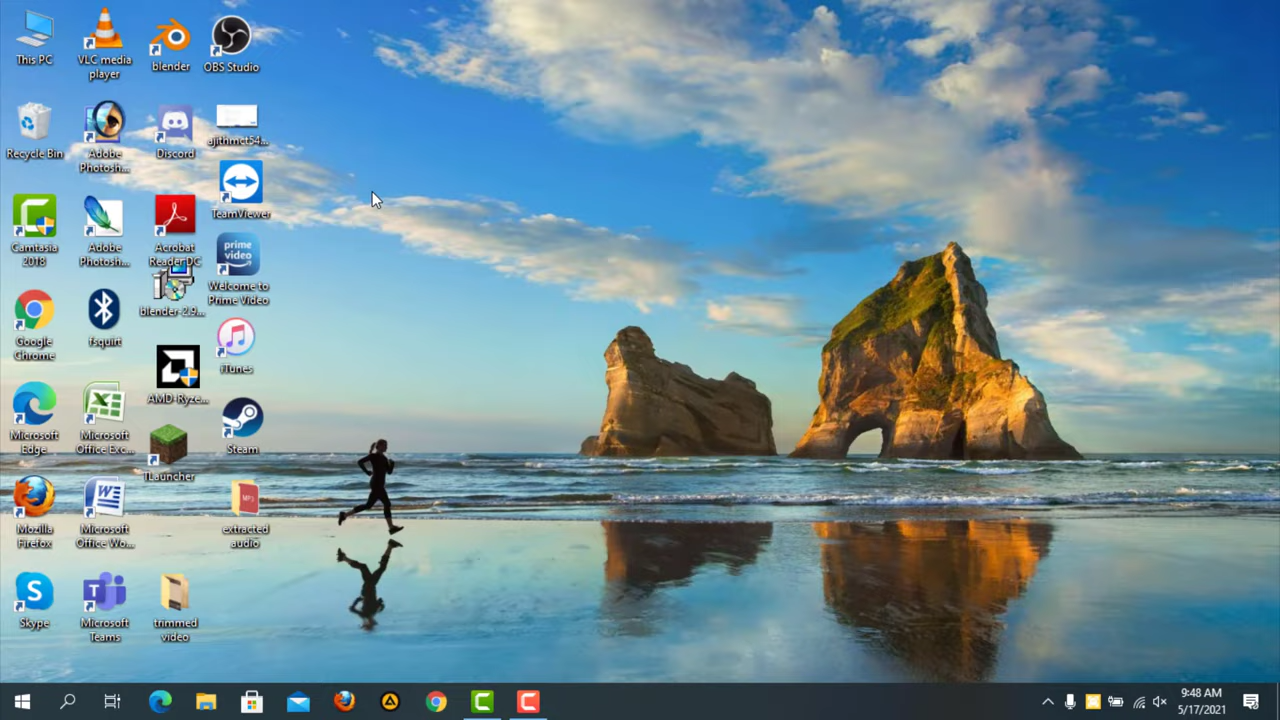 This PC
VLC media
player
blender
OBS Studio
Recycle Bin
Adobe
Photosh...
Discord
ajithmct54...
TeamViewer
Camtasia
2018
Adobe
Photosh...
Acrobat
Reader DC
prime
video
Welcome to
Prime Video
blender-2.9...
Google
Chrome
fsquirt
iTunes
AMD-Ryze...
Microsoft
Edge
Microsoft
Office Exc...
TLauncher
Steam
Mozilla
Firefox
Microsoft
Office Wo...
MP3
extracted
audio
Skype
Microsoft
Teams
trimmed
video
9:48 AM
5/17/2021